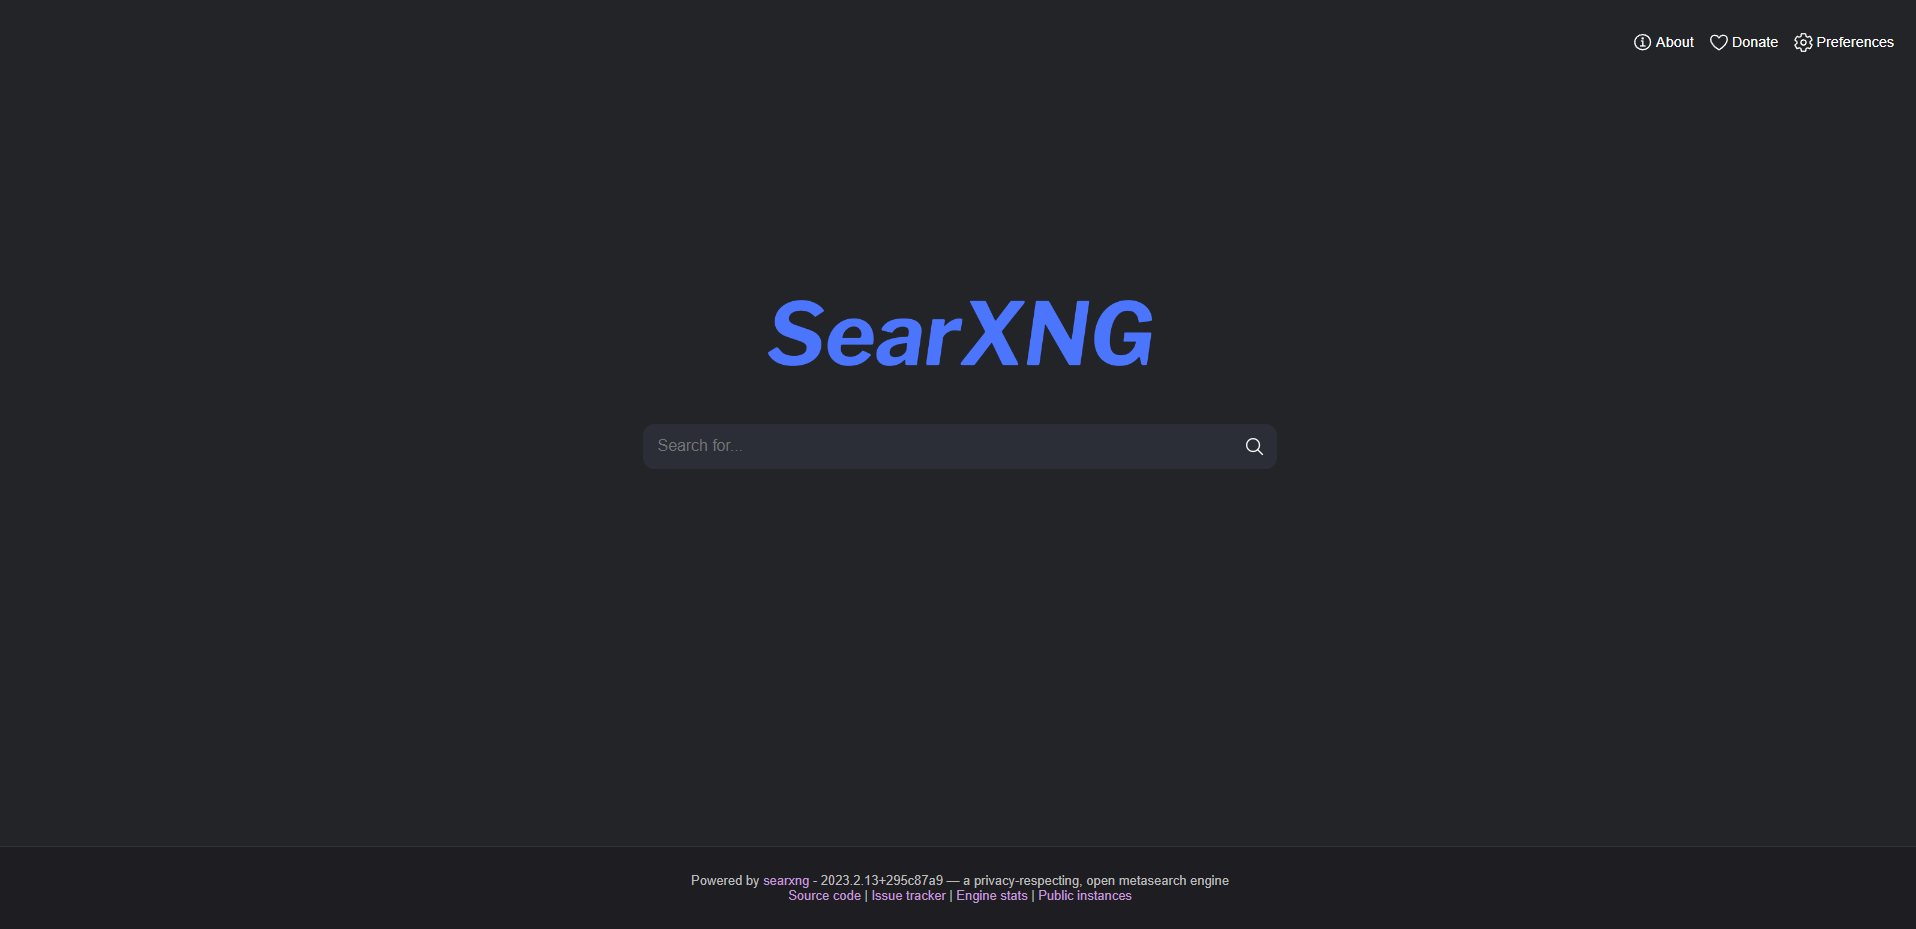 About Donate Preferences
SearXNG
Search for...
Powered by searxng - 2023.2.13+295c87a9 — a privacy-respecting, open metasearch engine
Source code | Issue tracker | Engine stats | Public instances